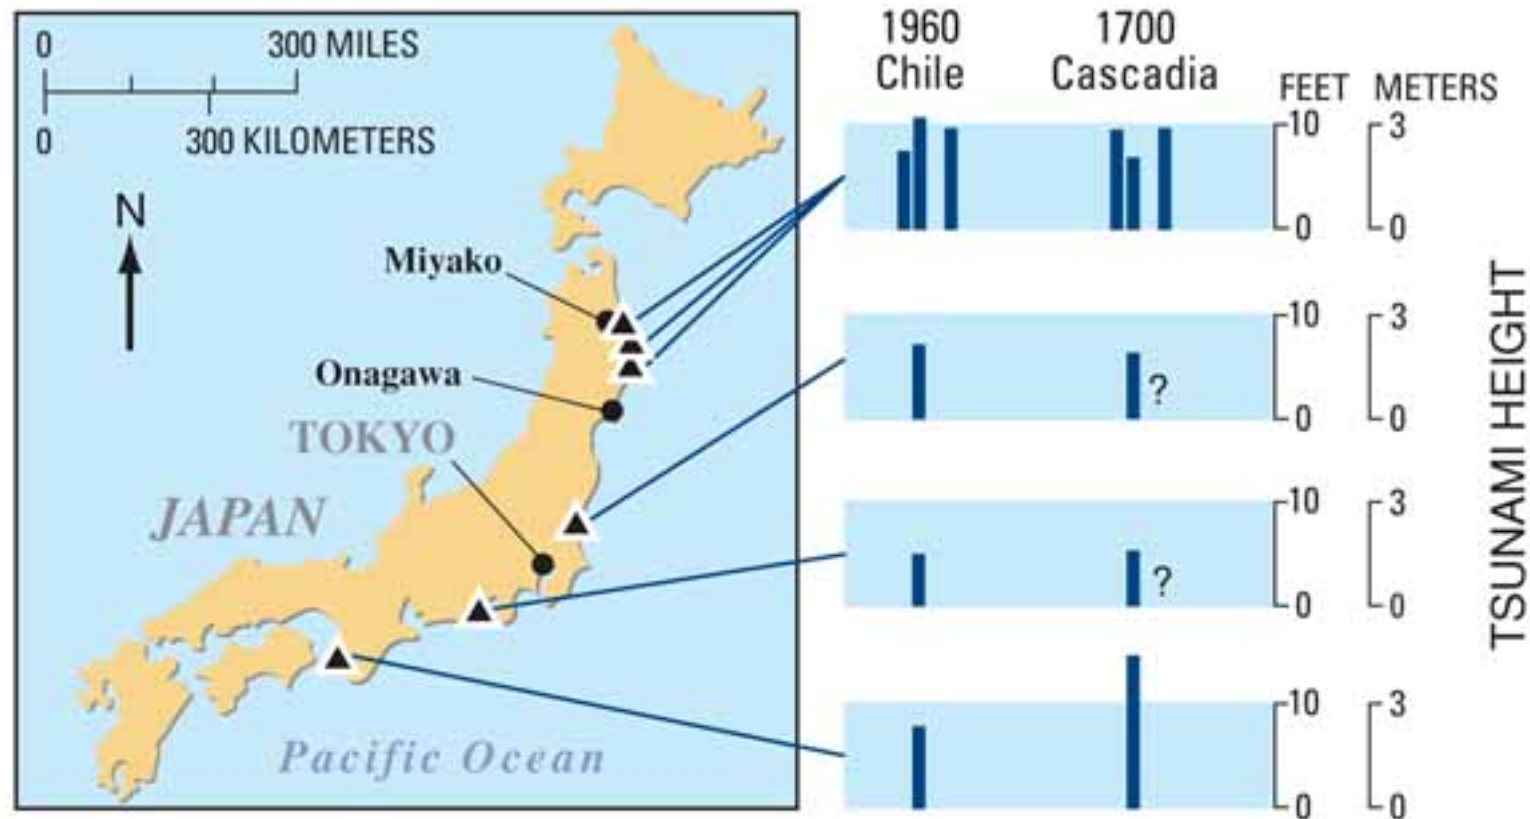 0 300 MILES
0 300 KILOMETERS
N
Miyako
Onagawa
TOKYO
JAPAN
Pacific Ocean
1960
Chile
1700
Cascadia
FEET METERS
10 3
0 0
10 3
?
0 0
10 3
?
0 0
10 3
0 0
TSUNAMI HEIGHT